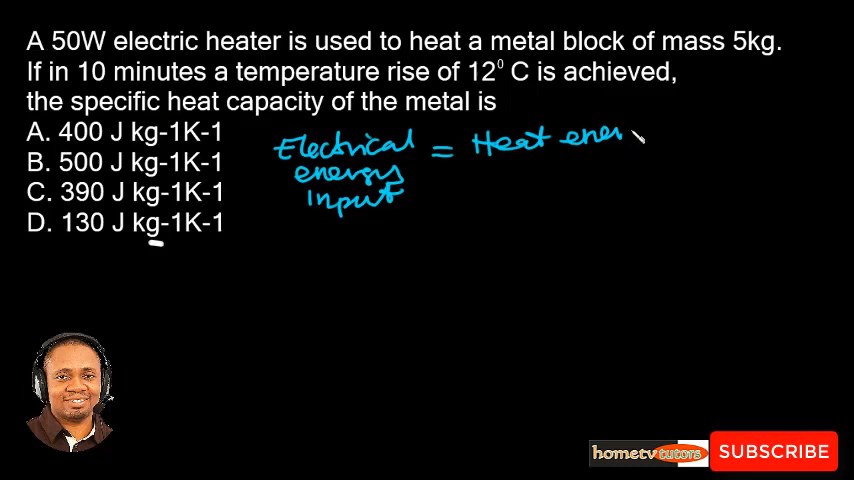 A 50W electric heater is used to heat a metal block of mass 5kg.
If in 10 minutes a temperature rise of 12⁰ C is achieved,
the specific heat capacity of the metal is
A. 400 J kg-1K-1
B. 500 J kg-1K-1
C. 390 J kg-1K-1
D. 130 J kg-1K-1
Electrical
energy
input
= Heat ener
hometvtutors
SUBSCRIBE